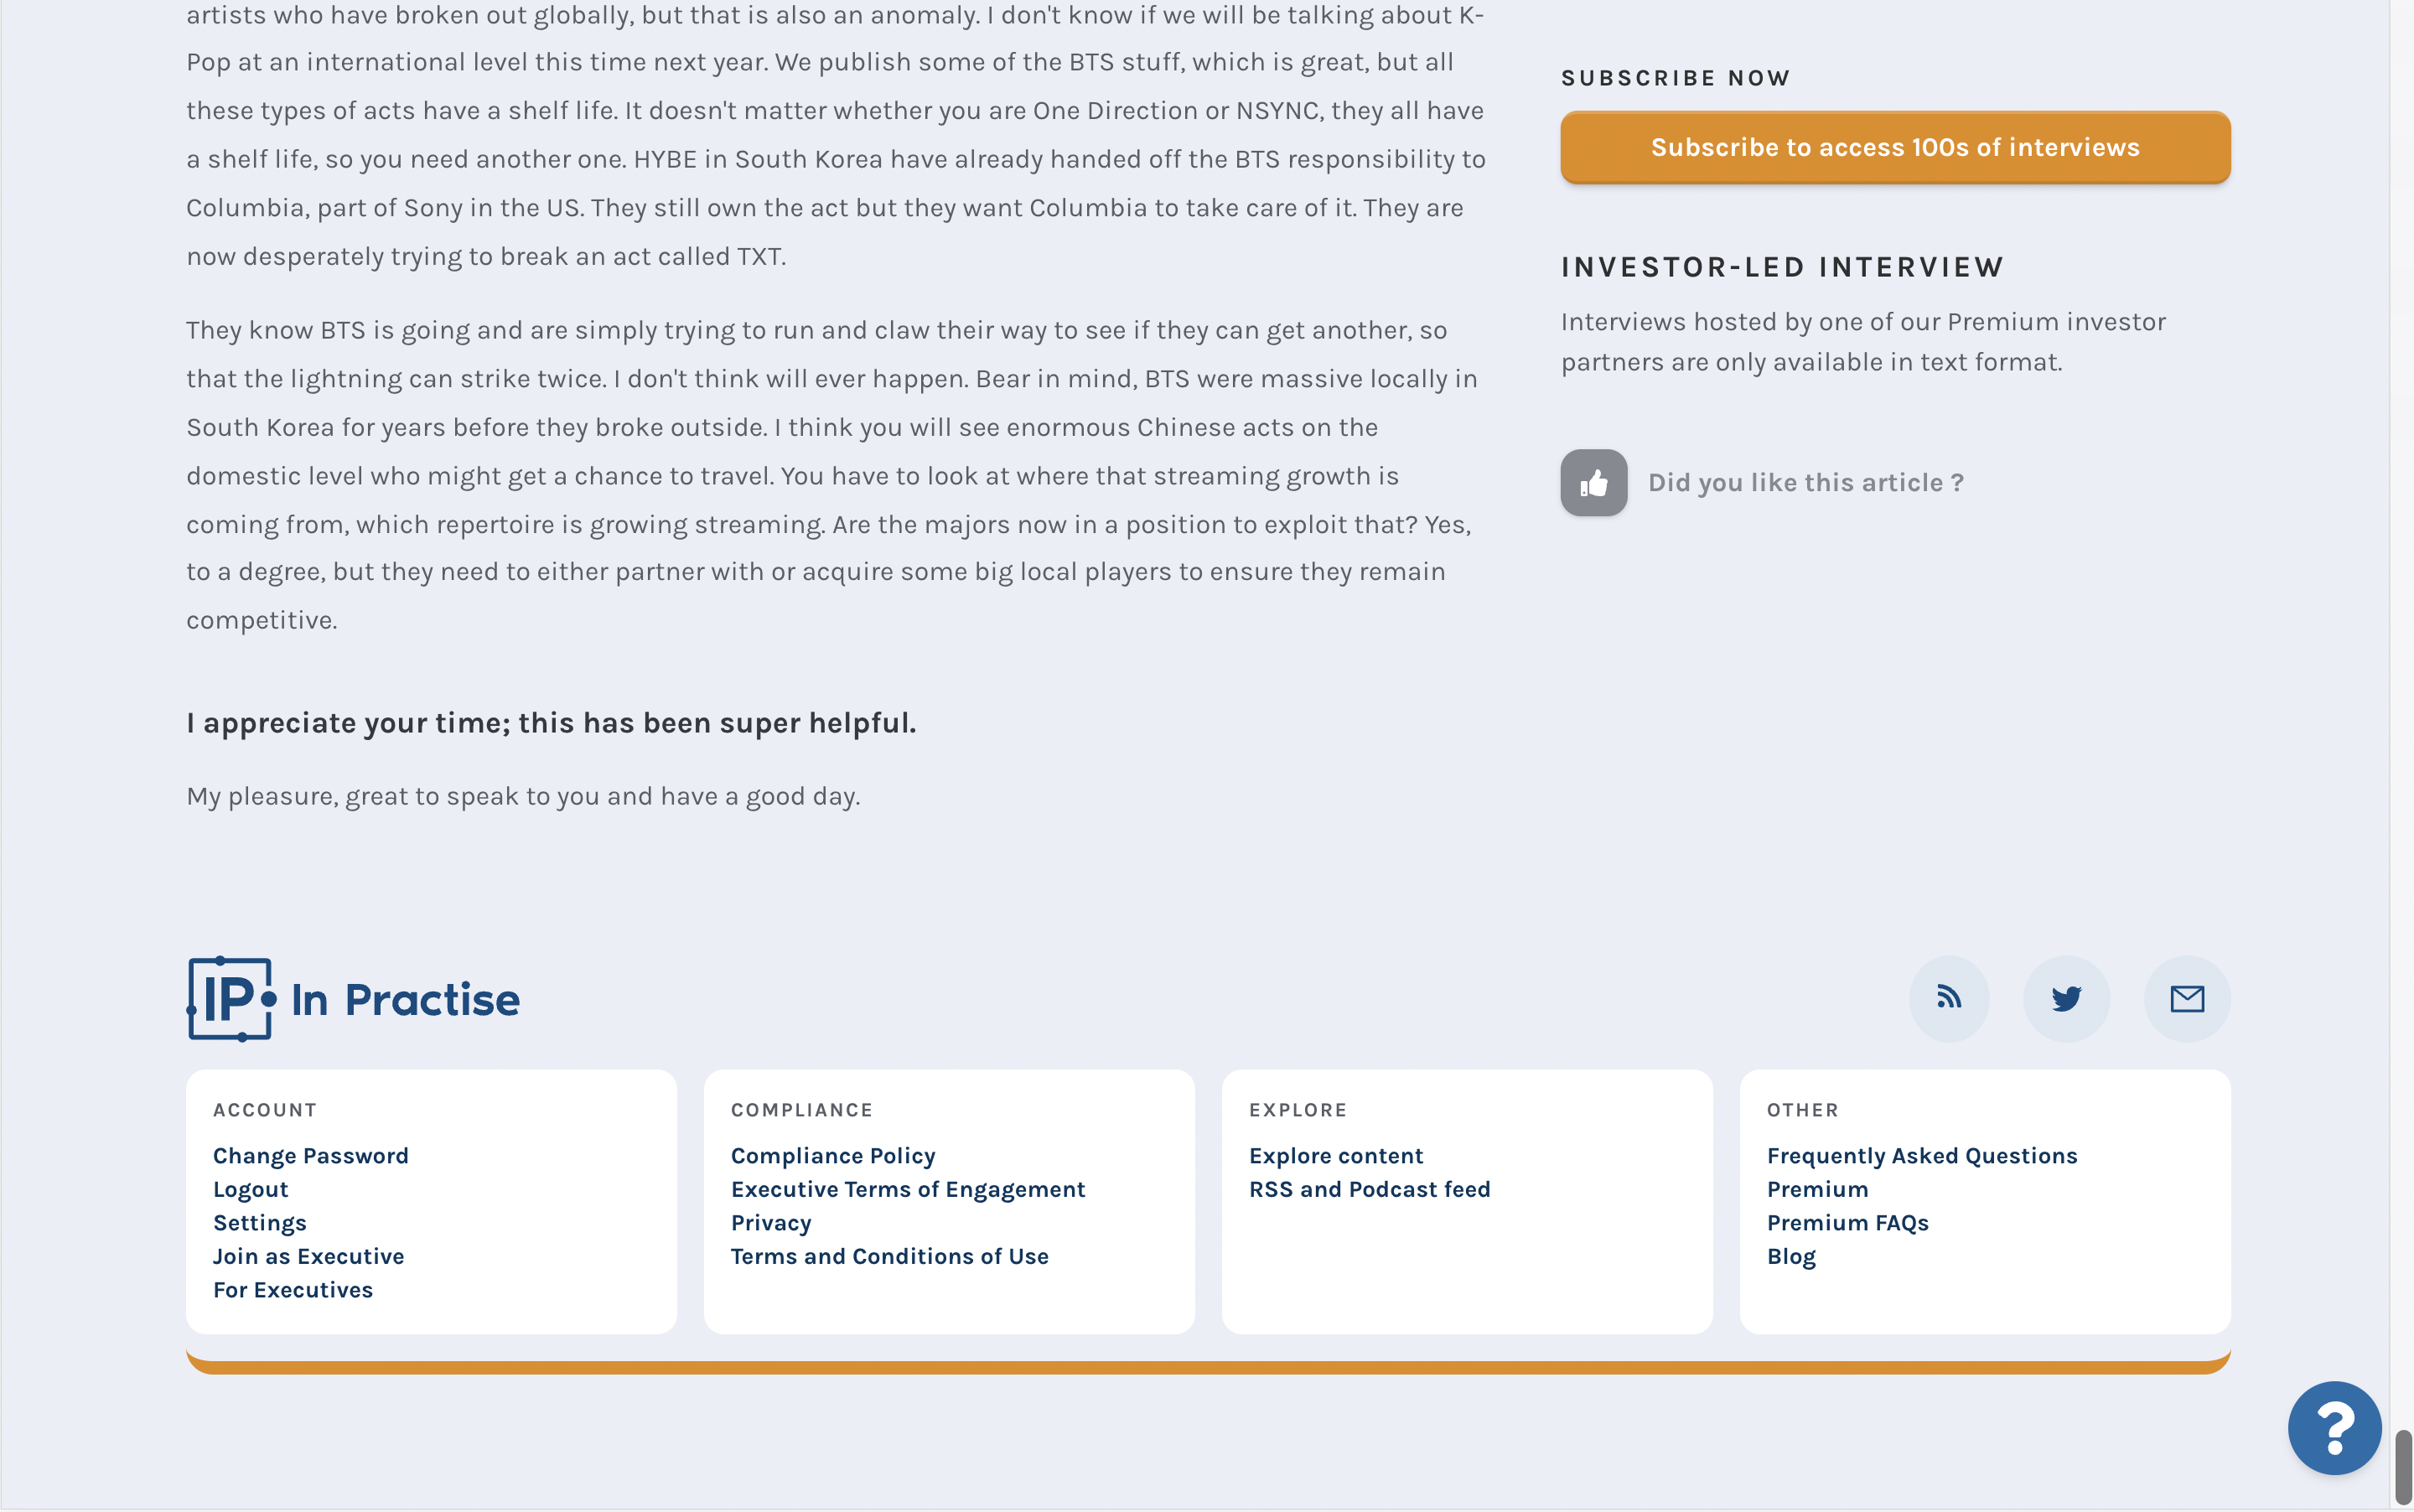 artists who have broken out globally, but that is also an anomaly. I don't know if we will be talking about K-
Pop at an international level this time next year. We publish some of the BTS stuff, which is great, but all
these types of acts have a shelf life. It doesn't matter whether you are One Direction or NSYNC, they all have
a shelf life, so you need another one. HYBE in South Korea have already handed off the BTS responsibility to
Columbia, part of Sony in the US. They still own the act but they want Columbia to take care of it. They are
now desperately trying to break an act called TXT.
They know BTS is going and are simply trying to run and claw their way to see if they can get another, so
that the lightning can strike twice. I don't think will ever happen. Bear in mind, BTS were massive locally in
South Korea for years before they broke outside. I think you will see enormous Chinese acts on the
domestic level who might get a chance to travel. You have to look at where that streaming growth is
coming from, which repertoire is growing streaming. Are the majors now in a position to exploit that? Yes,
to a degree, but they need to either partner with or acquire some big local players to ensure they remain
competitive.
I appreciate your time; this has been super helpful.
My pleasure, great to speak to you and have a good day.
SUBSCRIBE NOW
Subscribe to access 100s of interviews
INVESTOR-LED INTERVIEW
Interviews hosted by one of our Premium investor
partners are only available in text format.
Did you like this article ?
IP In Practise
ACCOUNT
Change Password
Logout
Settings
Join as Executive
For Executives
COMPLIANCE
Compliance Policy
Executive Terms of Engagement
Privacy
Terms and Conditions of Use
EXPLORE
Explore content
RSS and Podcast feed
OTHER
Frequently Asked Questions
Premium
Premium FAQs
Blog
?